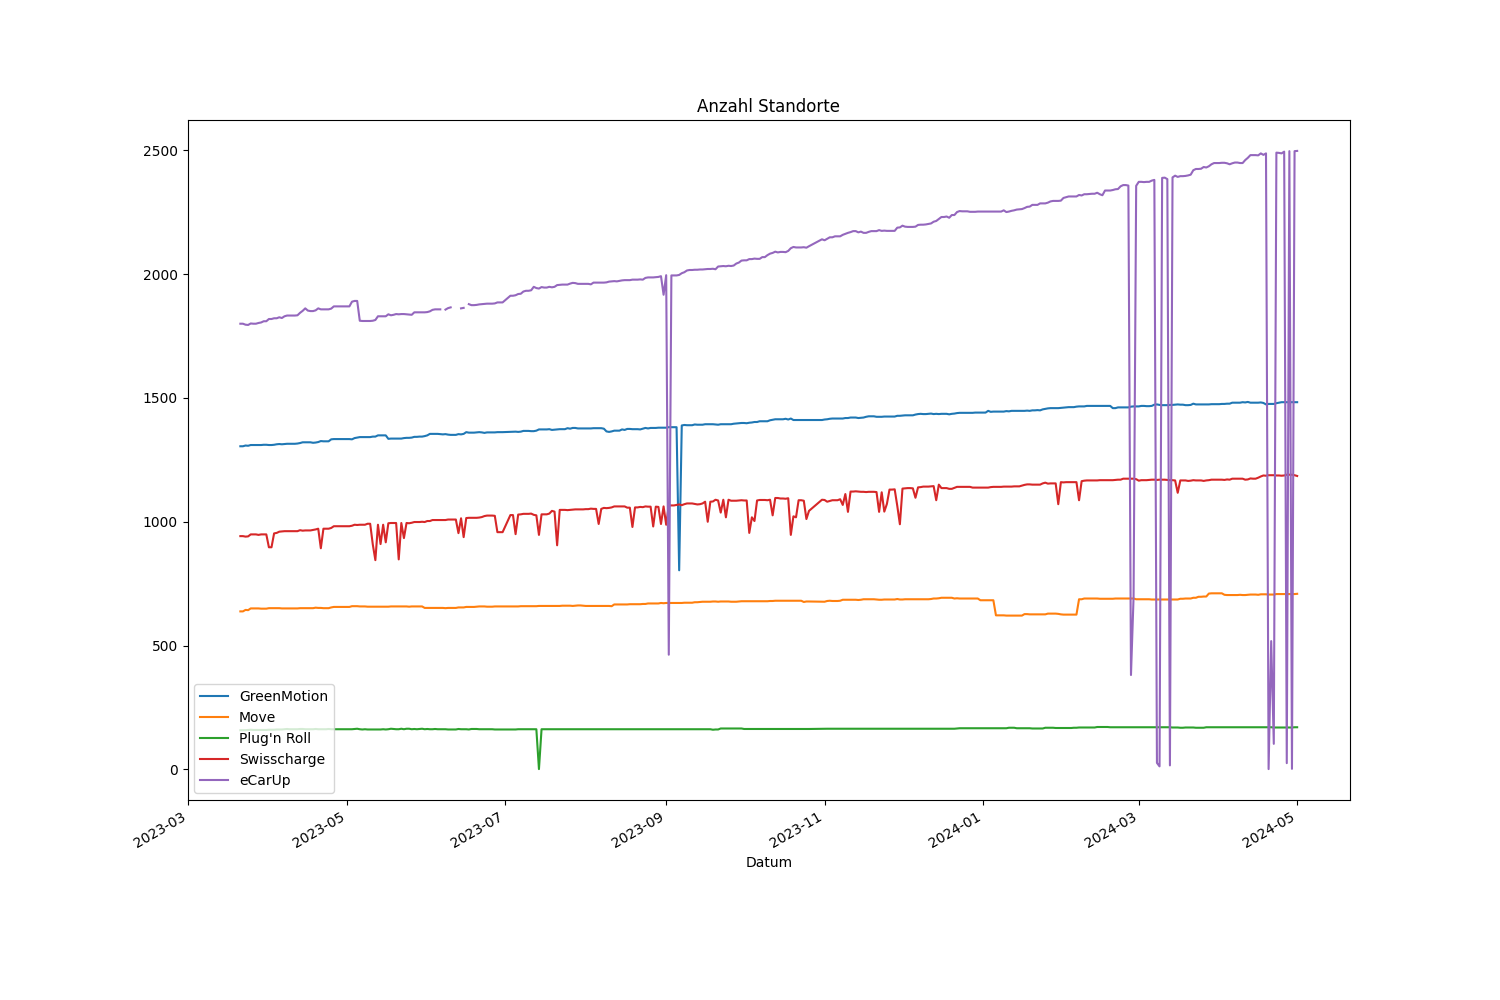 Anzahl Standorte
2500
2000
1500
1000
500
0
GreenMotion
Move
Plug'n Roll
Swisscharge
eCarUp
2023-03
2023-05
2023-07
2023-09
2023-11
2024-01
2024-03
2024-05
Datum